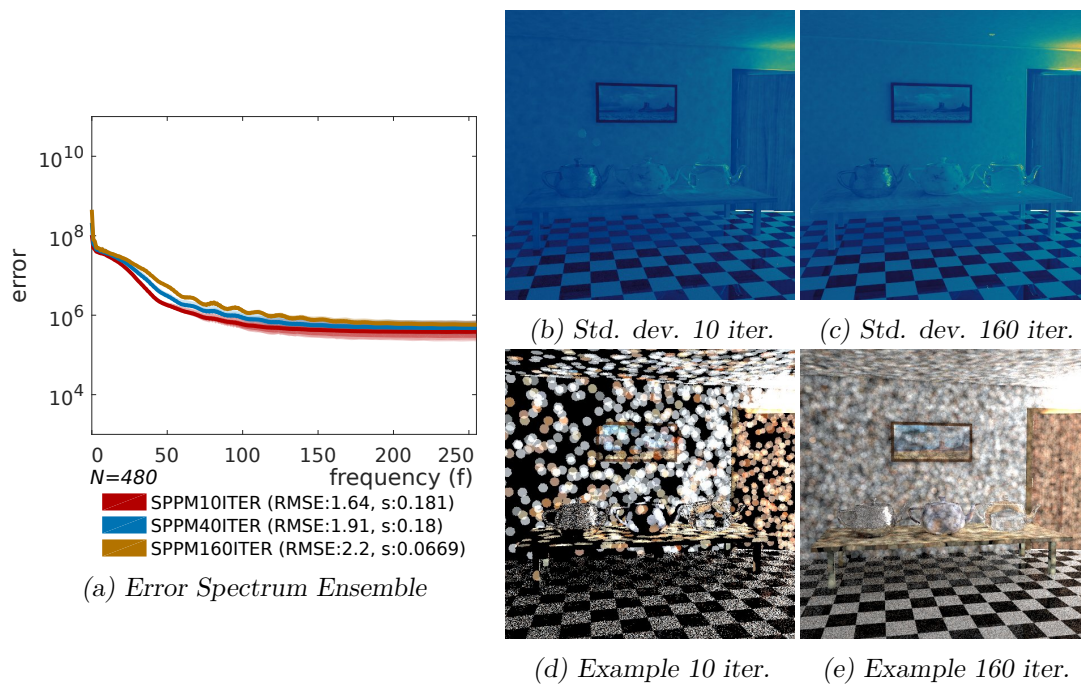 error
10^10
10^8
10^6
10^4
0 50 100 150 200 250
N=480
frequency (f)
SPPM10ITER (RMSE:1.64, s:0.181)
SPPM40ITER (RMSE:1.91, s:0.18)
SPPM160ITER (RMSE:2.2, s:0.0669)
(a) Error Spectrum Ensemble
(b) Std. dev. 10 iter.
(c) Std. dev. 160 iter.
(d) Example 10 iter.
(e) Example 160 iter.